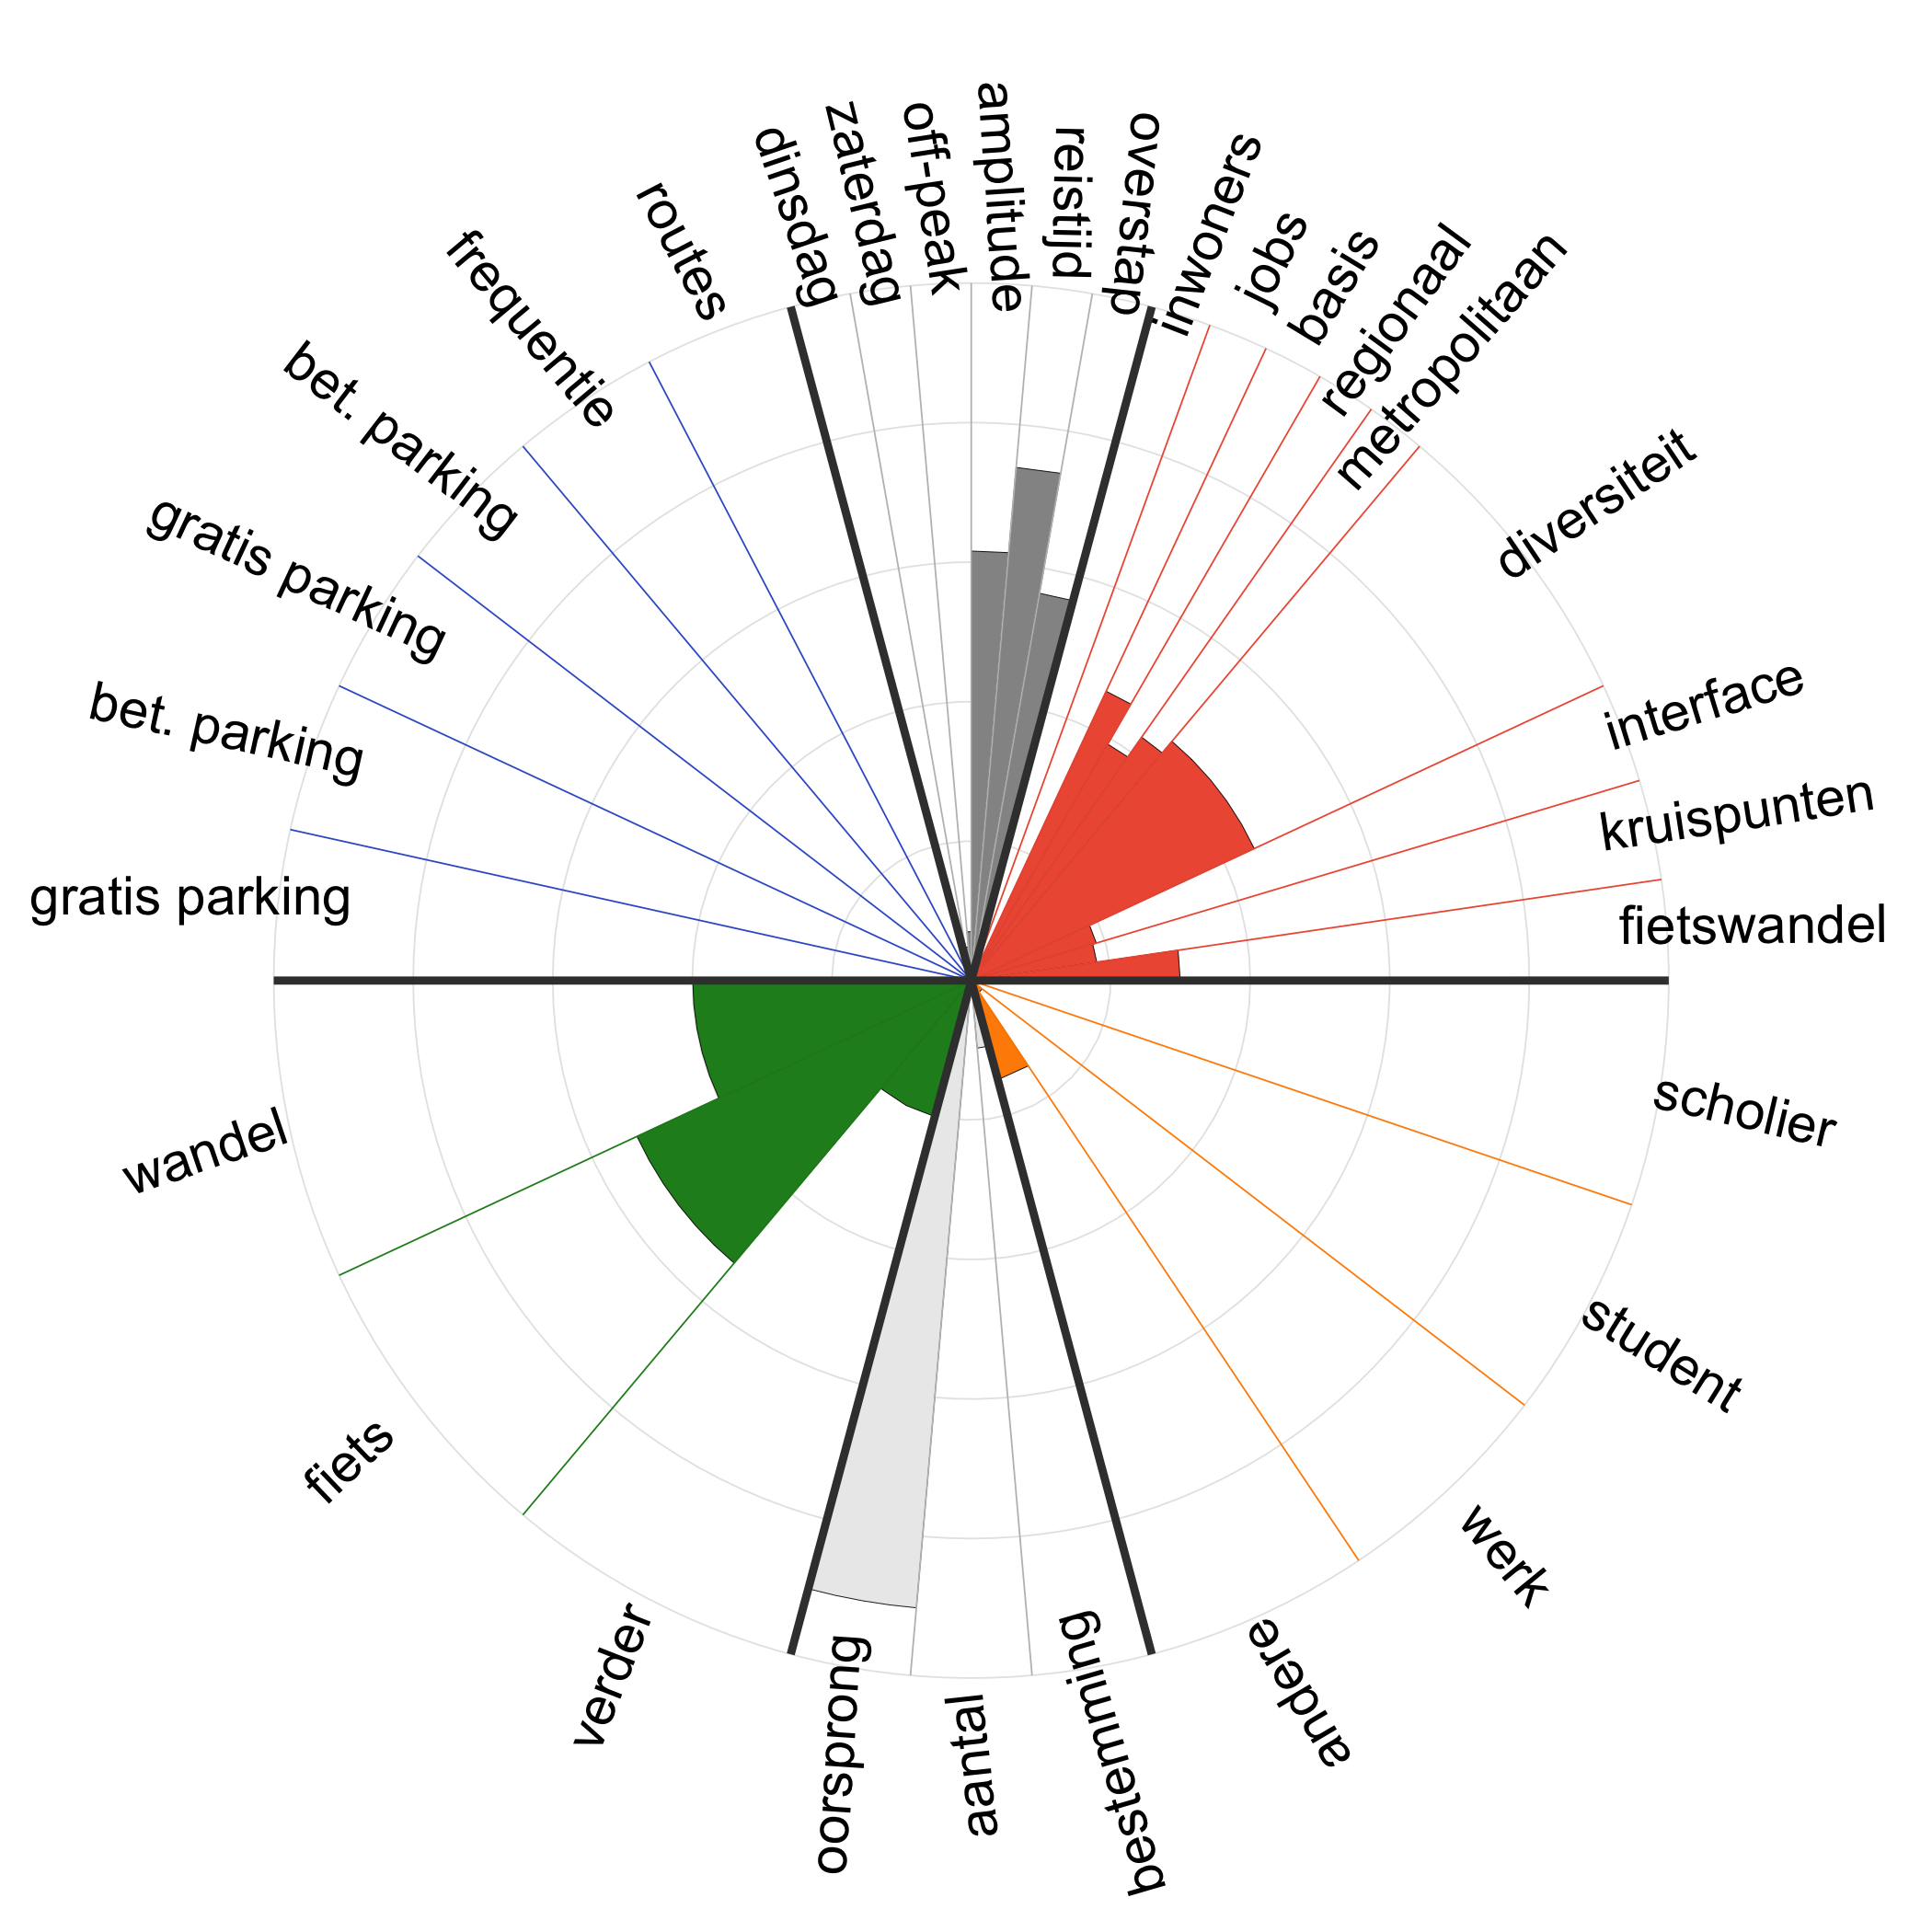 dinsdag
zaterdag
off-peak
amplitude
reistijd
overstap
inwoners
jobs
basis
regionaal
metropolitaan
diversiteit
interface
kruispunten
fietswandel
scholier
student
werk
andere
bestemming
aantal
oorsprong
verder
fiets
wandel
gratis parking
bet. parking
gratis parking
bet. parking
frequentie
routes